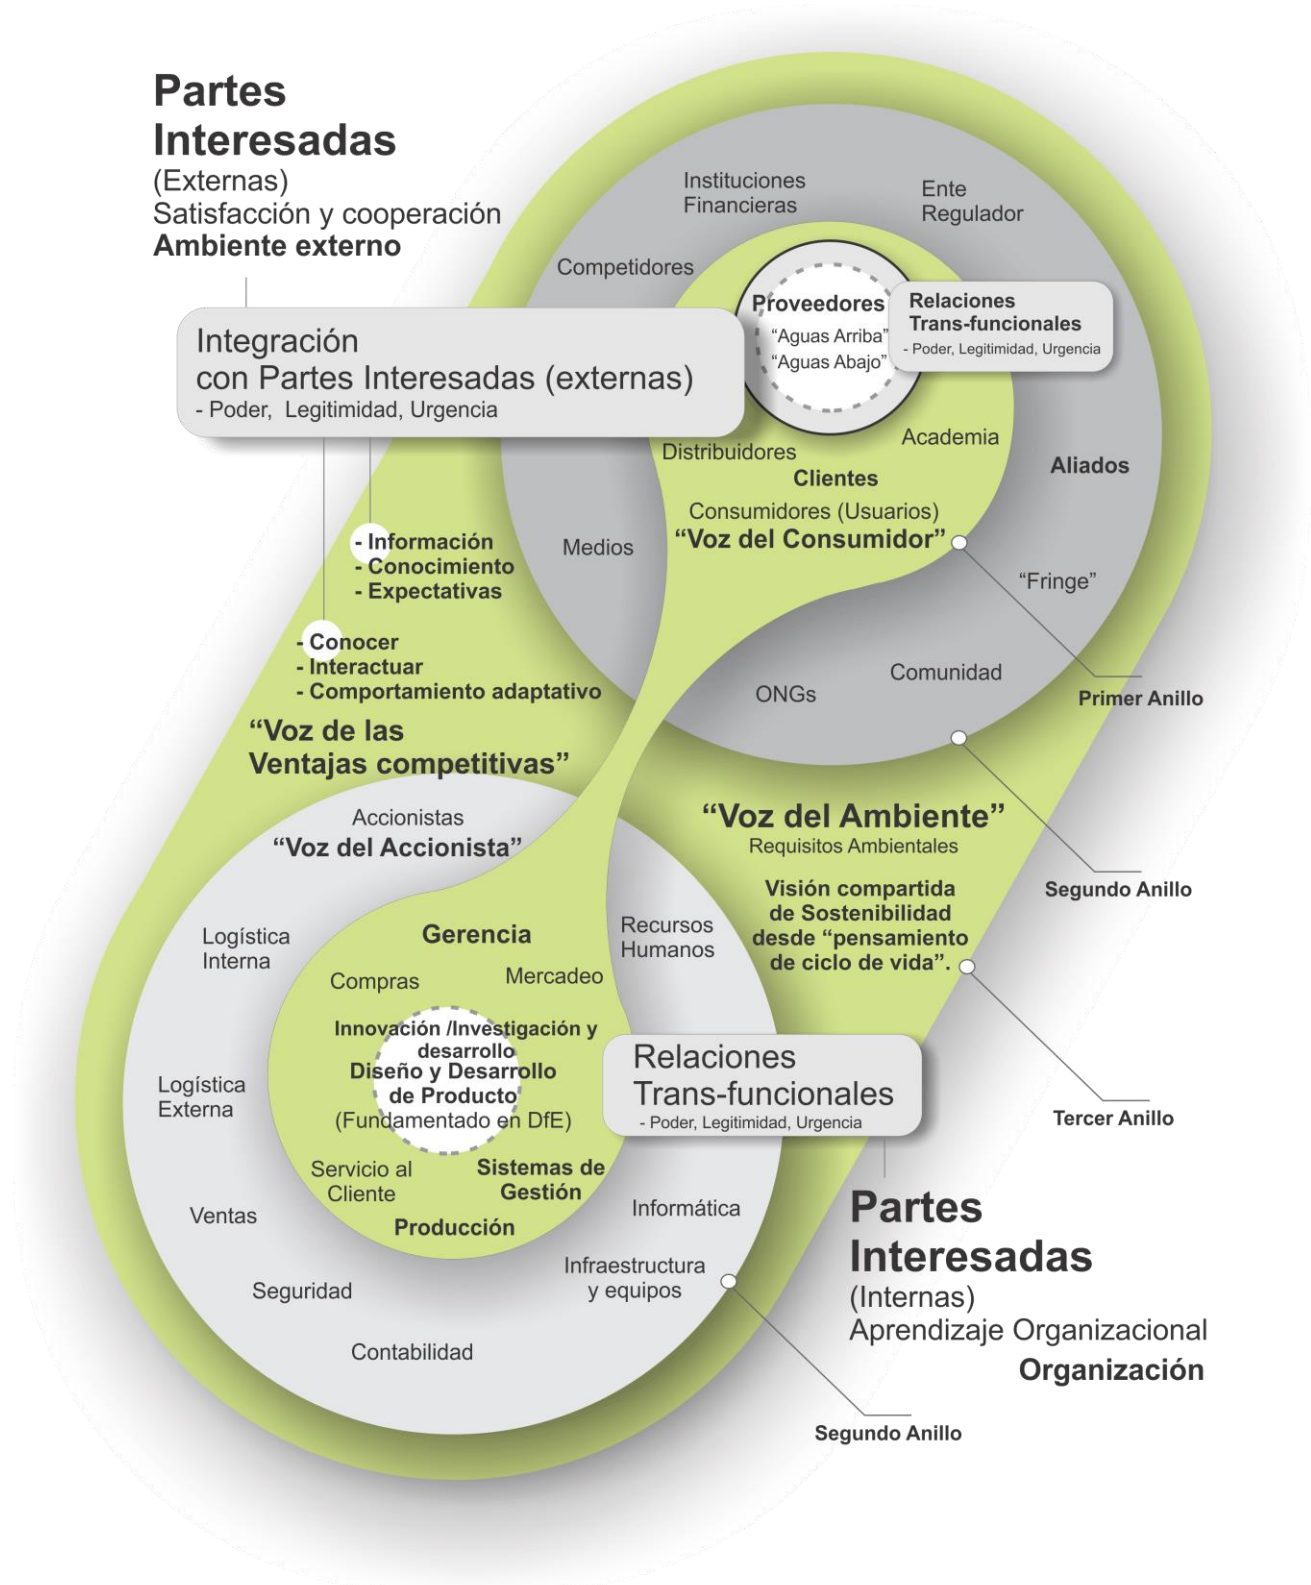 Partes
Interesadas
(Externas)
Satisfacción y cooperación
Ambiente externo
Instituciones
Financieras
Ente
Regulador
Competidores
Proveedores
“Aguas Arriba”
“Aguas Abajo”
Relaciones
Trans-funcionales
- Poder, Legitimidad, Urgencia
Integración
con Partes Interesadas (externas)
- Poder, Legitimidad, Urgencia
Distribuidores
Academia
Clientes
Aliados
Consumidores (Usuarios)
“Voz del Consumidor”
Medios
- Información
- Conocimiento
- Expectativas
“Fringe”
- Conocer
- Interactuar
- Comportamiento adaptativo
Comunidad
ONGs
Primer Anillo
“Voz de las
Ventajas competitivas”
“Voz del Ambiente”
Requisitos Ambientales
Accionistas
“Voz del Accionista”
Segundo Anillo
Visión compartida
de Sostenibilidad
desde “pensamiento
de ciclo de vida”.
Gerencia
Recursos
Humanos
Logística
Interna
Compras
Mercadeo
Innovación /Investigación y
desarrollo
Diseño y Desarrollo
de Producto
(Fundamentado en DfE)
Relaciones
Trans-funcionales
- Poder, Legitimidad, Urgencia
Logística
Externa
Tercer Anillo
Servicio al
Cliente
Sistemas de
Gestión
Producción
Ventas
Informática
Partes
Interesadas
(Internas)
Aprendizaje Organizacional
Organización
Infraestructura
y equipos
Seguridad
Contabilidad
Segundo Anillo